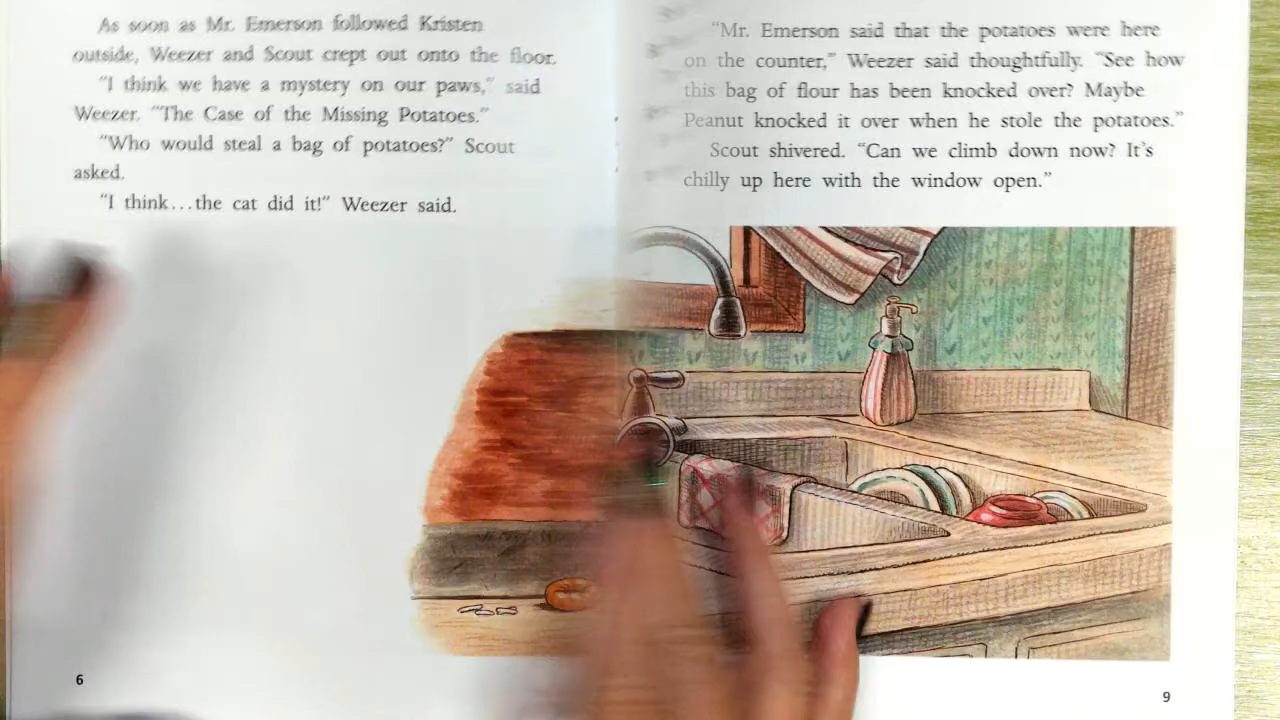 As soon as Mr. Emerson followed Kristen
outside, Weezer and Scout crept out onto the floor.
"I think we have a mystery on our paws," said
Weezer. "The Case of the Missing Potatoes."
"Who would steal a bag of potatoes?" Scout
asked.
"I think...the cat did it!" Weezer said.
6
"Mr. Emerson said that the potatoes were here
on the counter," Weezer said thoughtfully. "See how
this bag of flour has been knocked over? Maybe
Peanut knocked it over when he stole the potatoes."
Scout shivered. "Can we climb down now? It's
chilly up here with the window open."
9